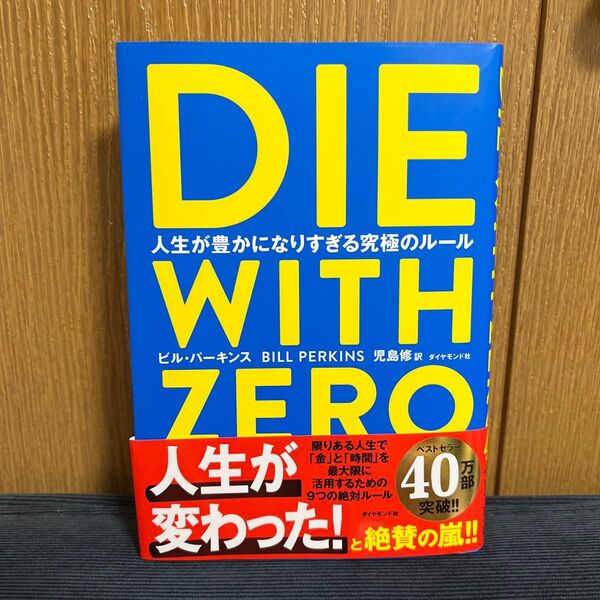 DIE
人生が豊かになりすぎる究極のルール
WITH
ビル・パーキンス BILL PERKINS 児島修 訳 ダイヤモンド社
ZERO
人生が
変わった!
と絶賛の嵐!!
限りある人生で
「金」と「時間」を
最大限に
活用するための
9つの絶対ルール
ベストセラー
40万部
突破!!
ダイヤモンド社